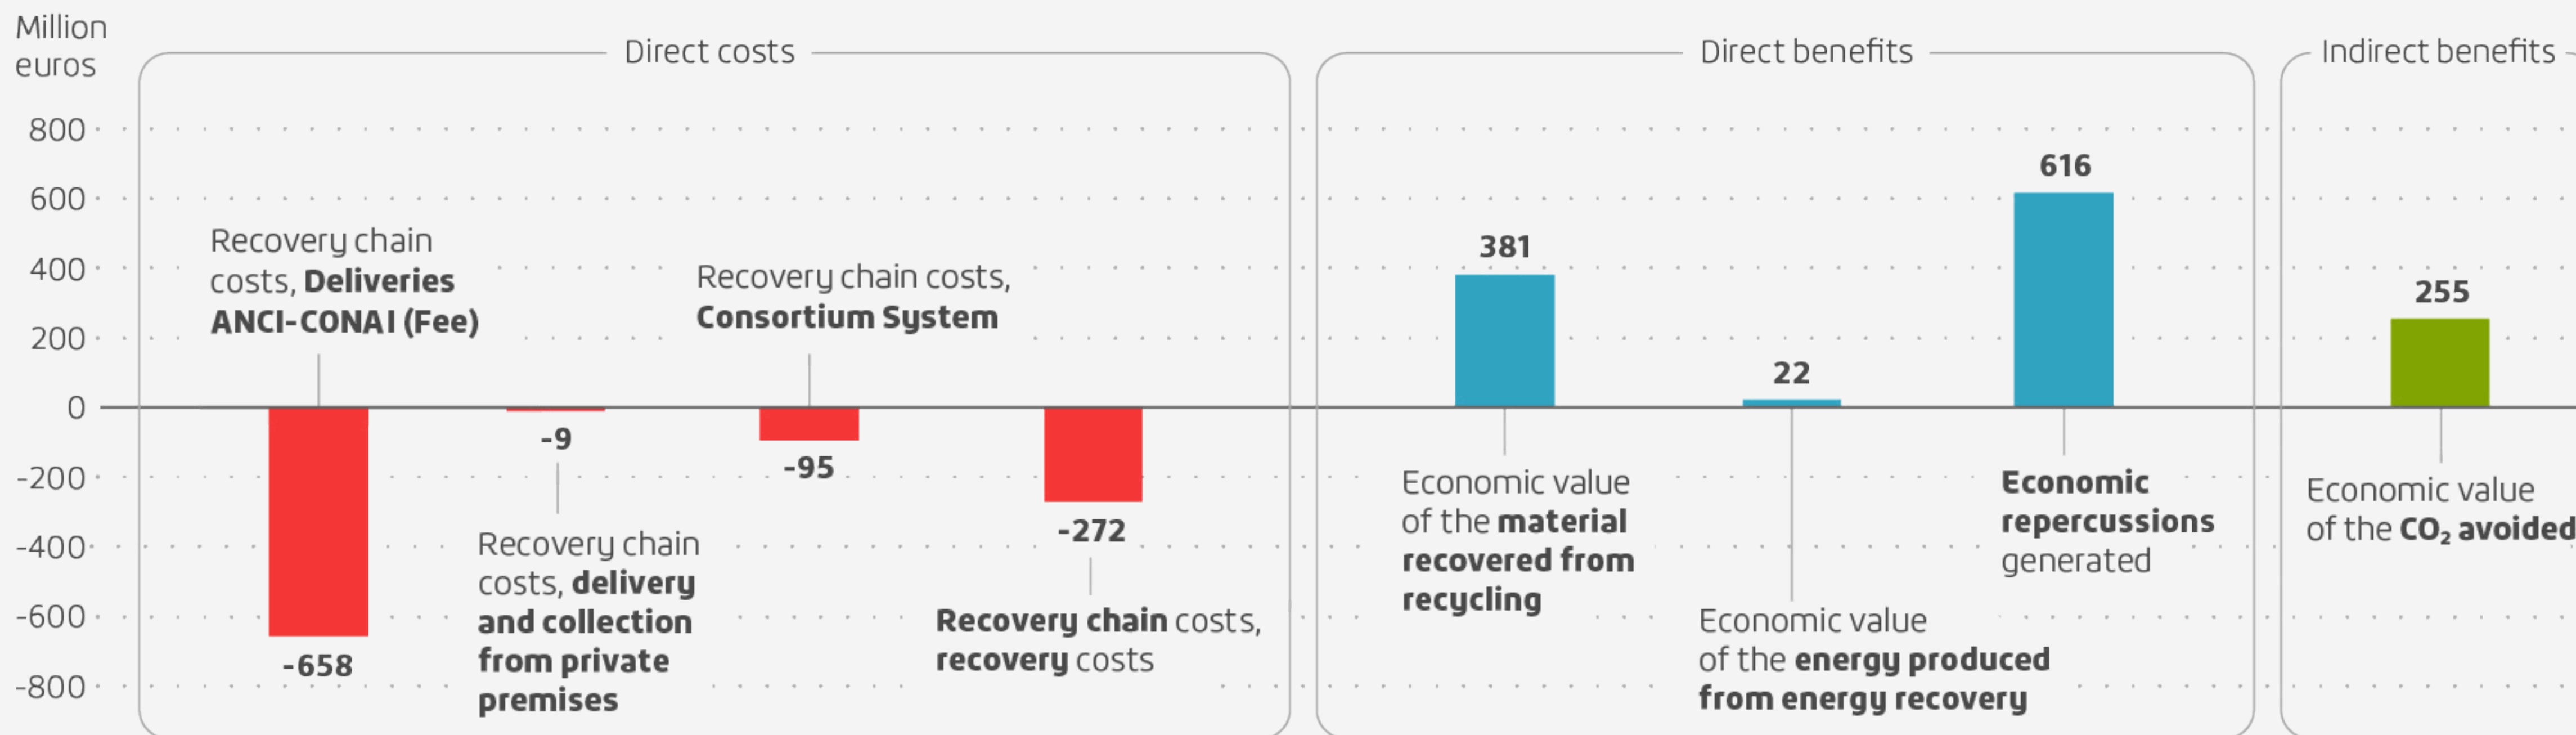 Million
euros
Direct costs
Direct benefits
Indirect benefits
800
600
400
200
0
-200
-400
-600
-800
Recovery chain
costs, Deliveries
ANCI-CONAI (Fee)
-658
-9
Recovery chain
costs, delivery
and collection
from private
premises
Recovery chain costs,
Consortium System
-95
-272
Recovery chain costs,
recovery costs
381
Economic value
of the material
recovered from
recycling
22
Economic value
of the energy produced
from energy recovery
616
Economic
repercussions
generated
255
Economic value
of the CO₂ avoided